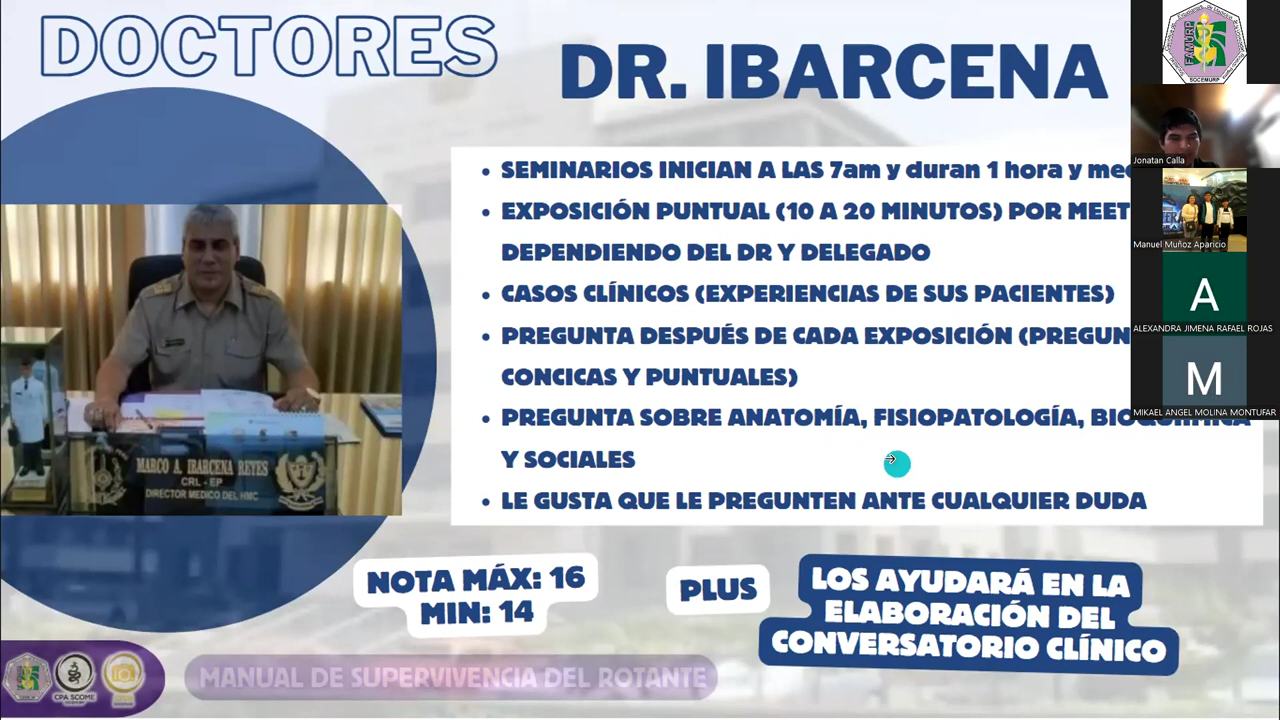 DOCTORES
DR. IBARCENA
SEMINARIOS INICIAN A LAS 7am y duran 1 hora y
EXPOSICIÓN PUNTUAL (10 A 20 MINUTOS) POR MEET
DEPENDIENDO DEL DR Y DELEGADO
CASOS CLÍNICOS (EXPERIENCIAS DE SUS PACIENTES)
PREGUNTA DESPUÉS DE CADA EXPOSICIÓN (PREGUN
CONCICAS Y PUNTUALES)
PREGUNTA SOBRE ANATOMÍA, FISIOPATOLOGÍA, BIOQUÍMICA
Y SOCIALES
LE GUSTA QUE LE PREGUNTEN ANTE CUALQUIER DUDA
MARCO A. IBARCENA REYES
CRL - EP
DIRECTOR MEDICO DEL HMC
NOTA MÁX: 16
MIN: 14
PLUS
LOS AYUDARÁ EN LA
ELABORACIÓN DEL
CONVERSATORIO CLÍNICO
CPA SCOME
MANUAL DE SUPERVIVENCIA DEL ROTANTE
FAMURP
SOCEMURP
Jonatan Calla
Manuel Muñoz Aparicio
A
ALEXANDRA JIMENA RAFAEL ROJAS
M
MIKAEL ANGEL MOLINA MONTUFAR